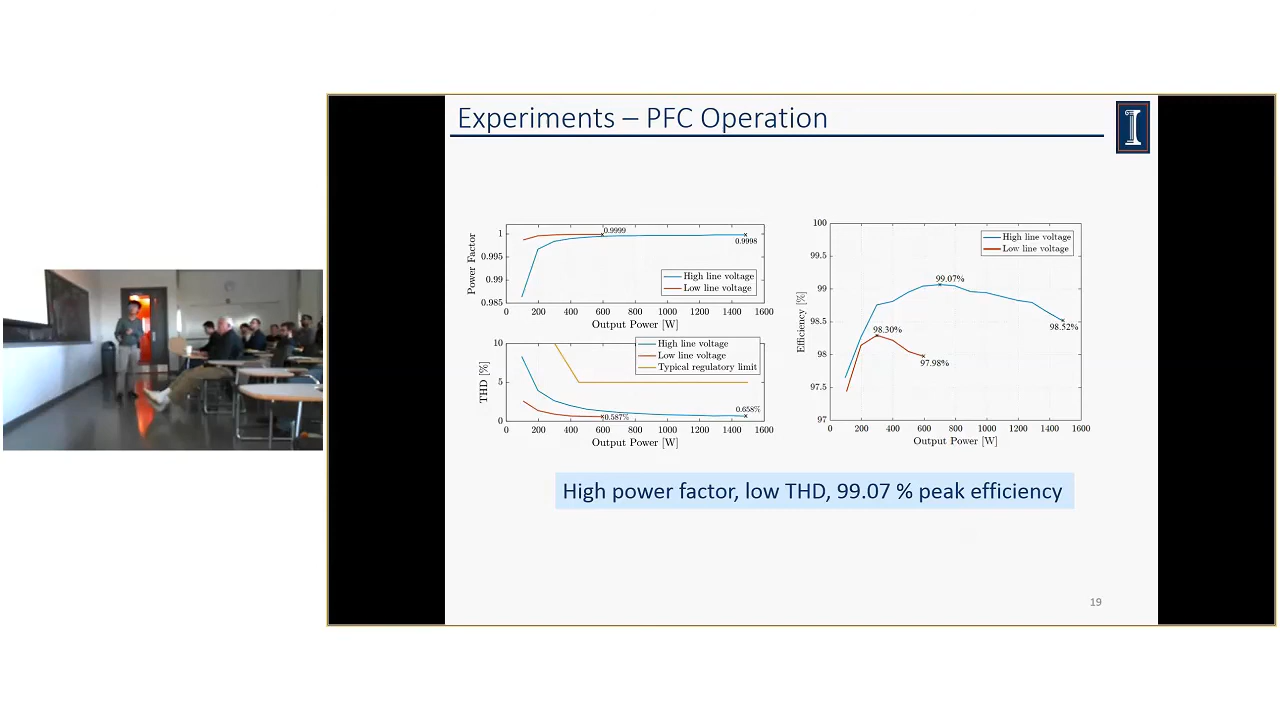 Experiments – PFC Operation
Power Factor
1
0.995
0.99
0.985
0.9999
0.9998
High line voltage
Low line voltage
0 200 400 600 800 1000 1200 1400 1600
Output Power [W]
THD [%]
10
5
0
High line voltage
Low line voltage
Typical regulatory limit
0.587%
0.658%
0 200 400 600 800 1000 1200 1400 1600
Output Power [W]
Efficiency [%]
100
99.5
99
98.5
98
97.5
97
High line voltage
Low line voltage
99.07%
98.30%
98.52%
97.98%
0 200 400 600 800 1000 1200 1400 1600
Output Power [W]
High power factor, low THD, 99.07 % peak efficiency
19